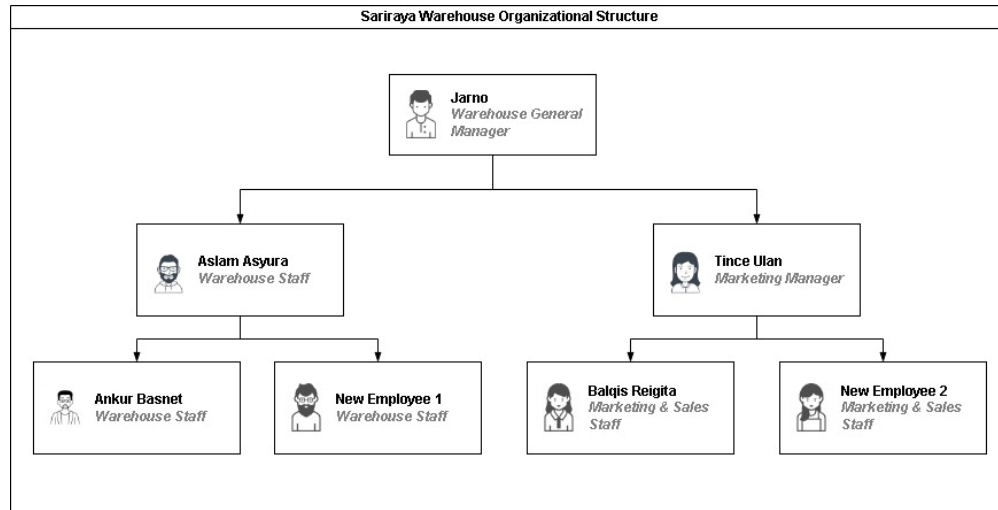 Sariraya Warehouse Organizational Structure
Jarno
Warehouse General
Manager
Aslam Asyura
Warehouse Staff
Tince Ulan
Marketing Manager
Ankur Basnet
Warehouse Staff
New Employee 1
Warehouse Staff
Balqis Reigita
Marketing & Sales
Staff
New Employee 2
Marketing & Sales
Staff